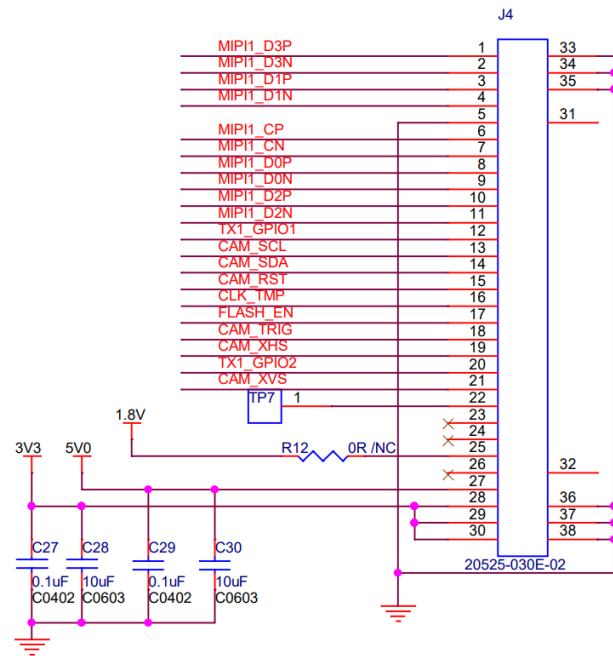 J4
MIPI1_D3P 1 33
MIPI1_D3N 2 34
MIPI1_D1P 3 35
MIPI1_D1N 4
5 31
MIPI1_CP 6
MIPI1_CN 7
MIPI1_D0P 8
MIPI1_D0N 9
MIPI1_D2P 10
MIPI1_D2N 11
TX1_GPIO1 12
CAM_SCL 13
CAM_SDA 14
CAM_RST 15
CLK_TMP 16
FLASH_EN 17
CAM_TRIG 18
CAM_XHS 19
TX1_GPIO2 20
CAM_XVS 21
TP7 1 22
23
1.8V 24
R12 0R /NC 25
3V3 5V0 26 32
27
28 36
29 37
30 38
C27 C28 C29 C30
20525-030E-02
0.1uF 10uF 0.1uF 10uF
C0402 C0603 C0402 C0603